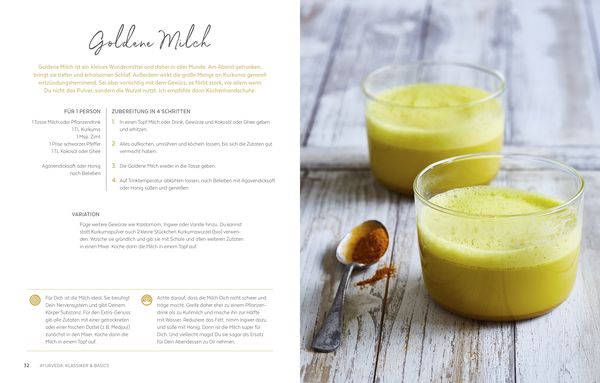 Goldene Milch
Goldene Milch ist ein kleines Wundermittel und daher in aller Munde. Am Abend getrunken,
bringt sie tiefen und erholsamen Schlaf. Außerdem wirkt die große Menge an Kurkuma generell
entzündungshemmend. Sei aber vorsichtig mit dem Gewürz, es färbt stark, vor allem wenn
Du nicht das Pulver, sondern die Wurzel nutzt. Ich empfehle dann Küchenhandschuhe.
FÜR 1 PERSON
1 Tasse Milch oder Pflanzendrink
1 TL Kurkuma
1 Msp. Zimt
1 Prise schwarzer Pfeffer
1 TL Kokosöl oder Ghee
Agavendicksaft oder Honig
nach Belieben
ZUBEREITUNG IN 4 SCHRITTEN
1. In einen Topf Milch oder Drink, Gewürze und Kokosöl oder Ghee geben
und erhitzen.
2. Alles aufkochen, umrühren und köcheln lassen, bis sich die Zutaten gut
vermischt haben.
3. Die Goldene Milch wieder in die Tasse geben.
4. Auf Trinktemperatur abkühlen lassen, nach Belieben mit Agavendicksaft
oder Honig süßen und genießen.
VARIATION
Füge weitere Gewürze wie Kardamom, Ingwer oder Vanille hinzu. Du kannst
statt Kurkumapulver auch 2 kleine Stückchen Kurkumawurzel (bio) verwen-
den. Wasche sie gründlich und gib sie mit Schale und allen weiteren Zutaten
in einen Mixer. Koche dann die Milch in einem Topf auf.
Für Dich ist die Milch ideal. Sie beruhigt
Dein Nervensystem und gibt Deinem
Körper Substanz. Für den Extra-Genuss
gib alle Zutaten mit einer getrockneten
oder einer frischen Dattel (z. B. Medjoul)
zunächst in den Mixer. Koche dann die
Milch in einem Topf auf.
Achte darauf, dass die Milch Dich nicht schwer und
träge macht. Greife daher eher zu einem Pflanzen-
drink als zu Kuhmilch und mische ihn zur Hälfte
mit Wasser. Reduziere das Fett, nimm Ingwer dazu
und süße mit Honig. Dann ist die Milch super für
Dich. Und vielleicht magst Du sie sogar als Ersatz
für Dein Abendessen zu Dir nehmen.
32 AYURVEDA: KLASSIKER & BASICS